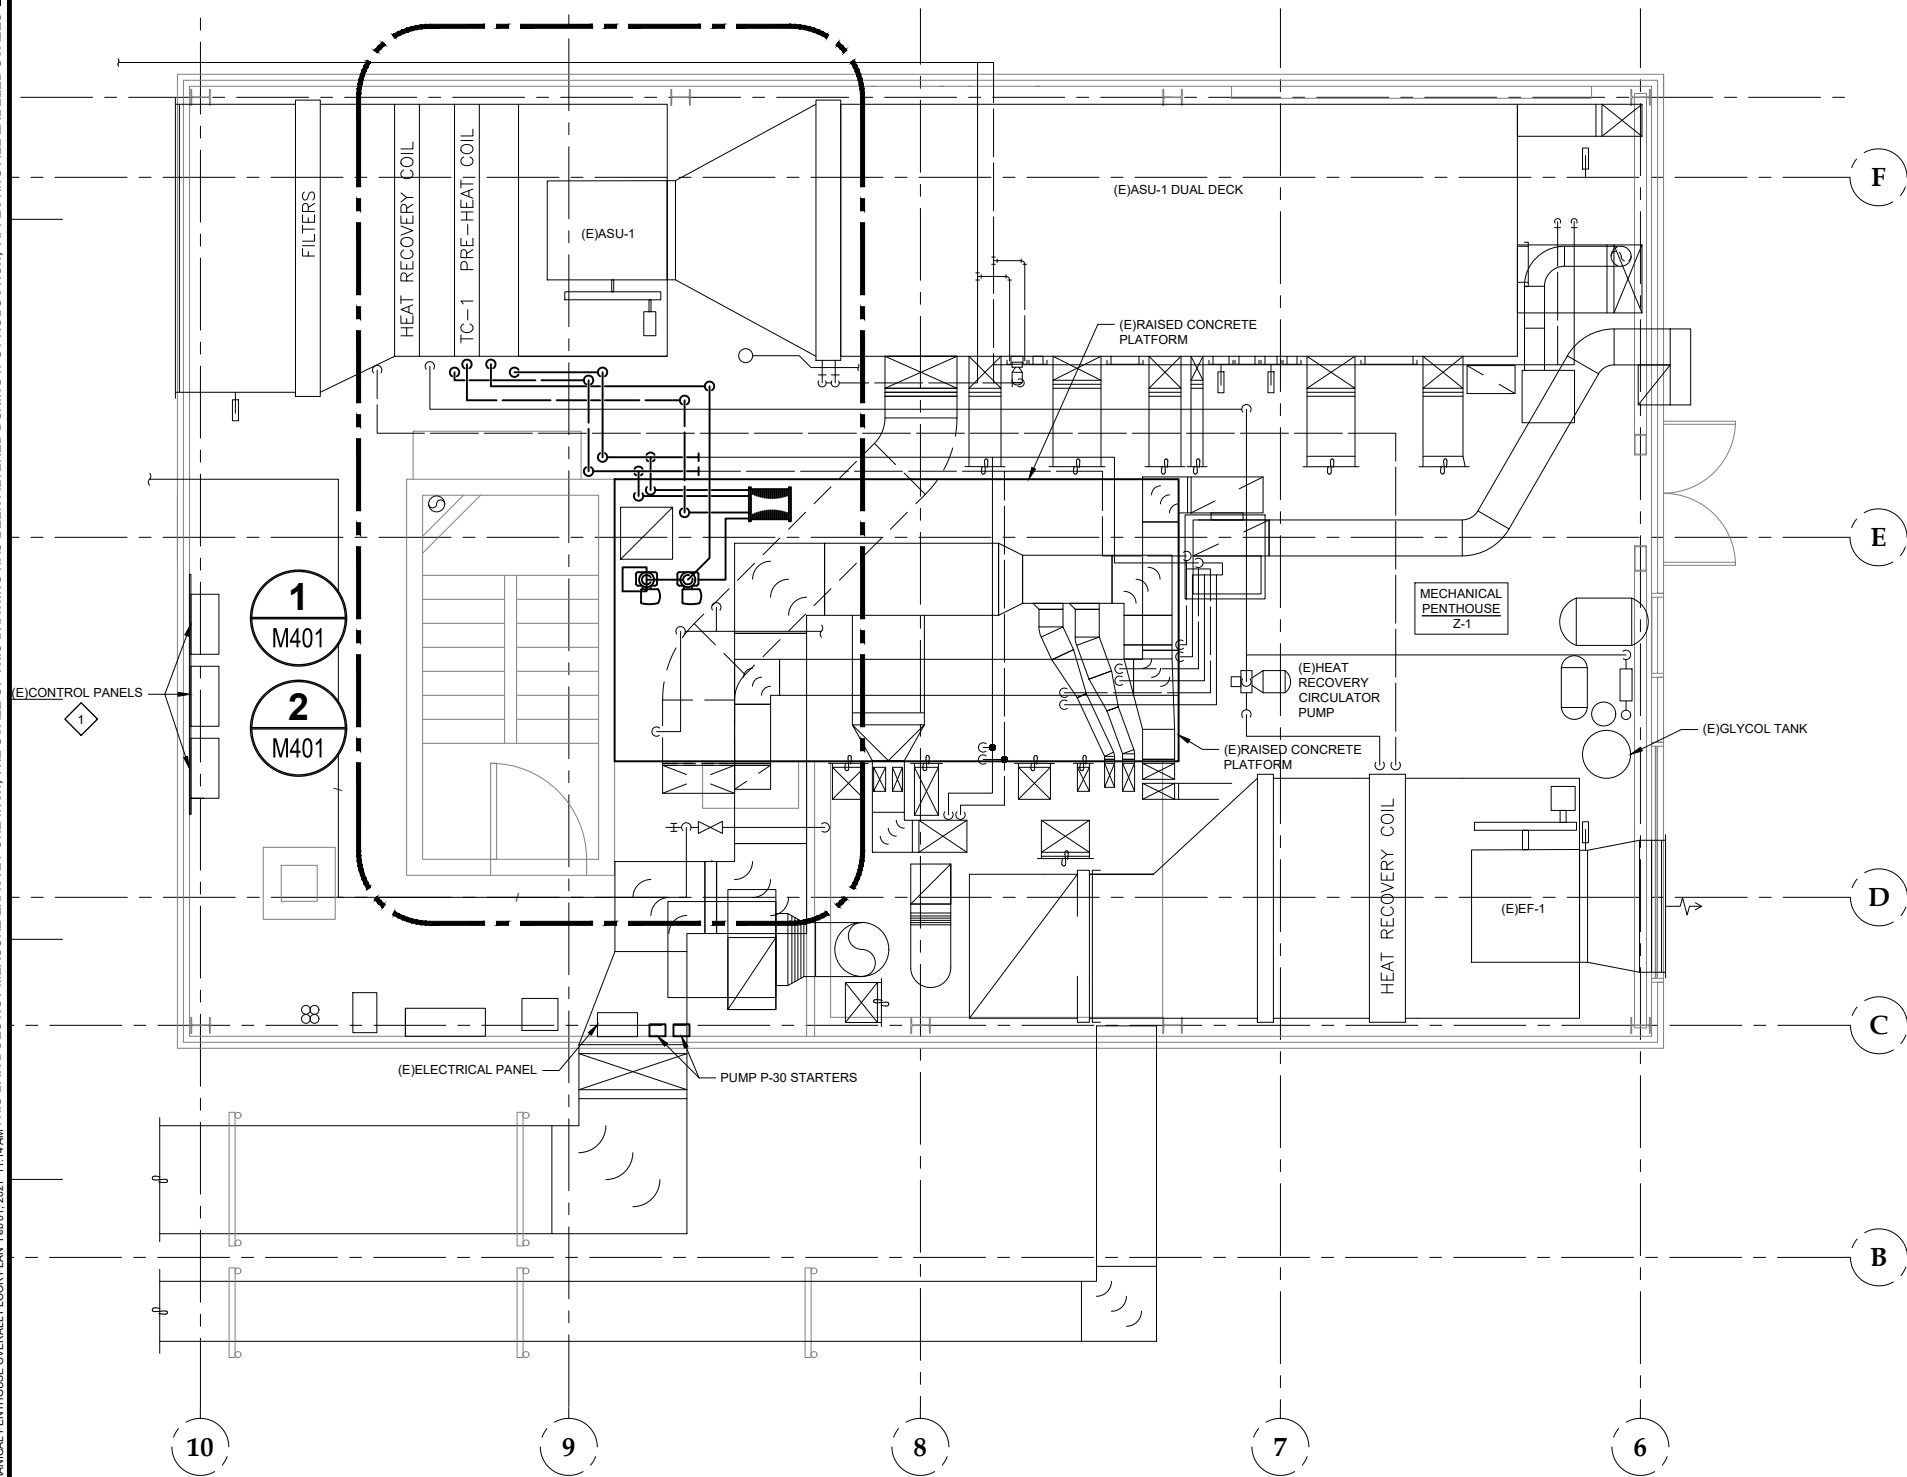 F
(E)ASU-1 DUAL DECK
FILTERS
HEAT RECOVERY COIL
TC-1 PRE-HEAT COIL
(E)ASU-1
(E)RAISED CONCRETE
PLATFORM
E
1
M401
MECHANICAL
PENTHOUSE
Z-1
(E)CONTROL PANELS
1
2
M401
(E)HEAT
RECOVERY
CIRCULATOR
PUMP
(E)GLYCOL TANK
(E)RAISED CONCRETE
PLATFORM
HEAT RECOVERY COIL
(E)EF-1
D
C
(E)ELECTRICAL PANEL
PUMP P-30 STARTERS
B
10
9
8
7
6